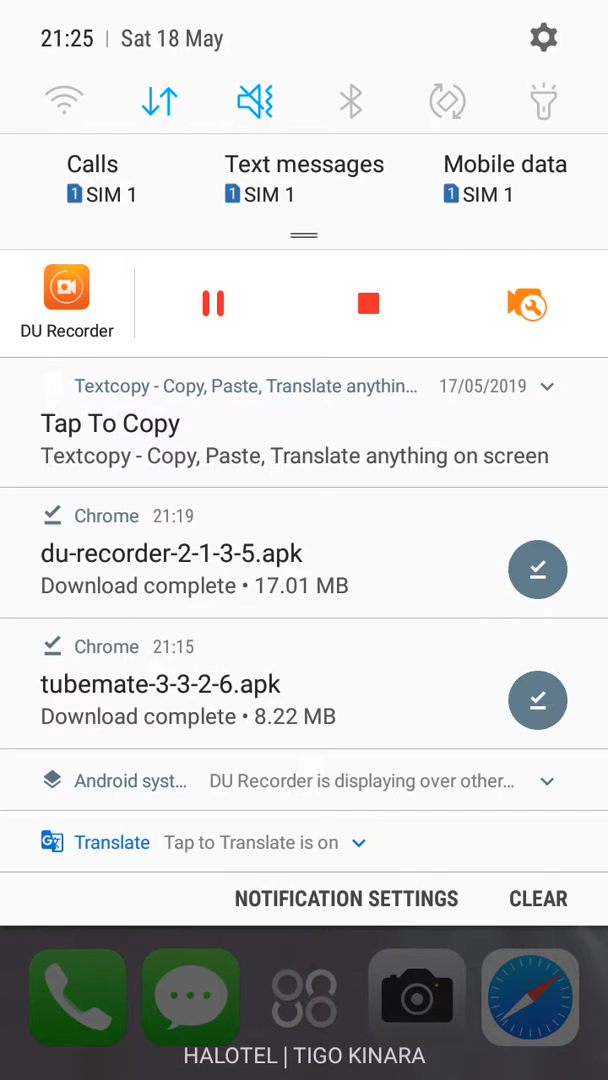 21:25 | Sat 18 May
Calls
1 SIM 1
Text messages
1 SIM 1
Mobile data
1 SIM 1
DU Recorder
Textcopy - Copy, Paste, Translate anythin... 17/05/2019
Tap To Copy
Textcopy - Copy, Paste, Translate anything on screen
Chrome 21:19
du-recorder-2-1-3-5.apk
Download complete • 17.01 MB
Chrome 21:15
tubemate-3-3-2-6.apk
Download complete • 8.22 MB
Android syst... DU Recorder is displaying over other...
Translate Tap to Translate is on
NOTIFICATION SETTINGS CLEAR
HALOTEL | TIGO KINARA